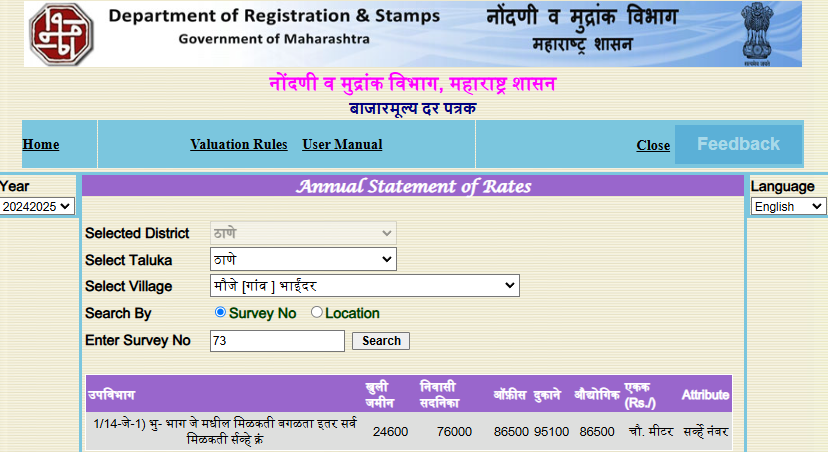 Department of Registration & Stamps
Government of Maharashtra
नोंदणी व मुद्रांक विभाग
महाराष्ट्र शासन
नोंदणी व मुद्रांक विभाग, महाराष्ट्र शासन
बाजारमूल्य दर पत्रक
Home Valuation Rules User Manual Close Feedback
Year Annual Statement of Rates Language
20242025 English
Selected District ठाणे
Select Taluka ठाणे
Select Village मौजे [गांव ] भाईंदर
Search By Survey No Location
Enter Survey No 73 Search
उपविभाग खुली जमीन निवासी सदनिका ऑफ़ीस दुकाने औद्योगिक एकक (Rs./) Attribute
1/14-जे-1) भु- भाग जे मधील मिळकती वगळता इतर सर्व
मिळकती र्सव्हे क्रं
24600 76000 86500 95100 86500 चौ. मीटर सर्व्हे नंबर